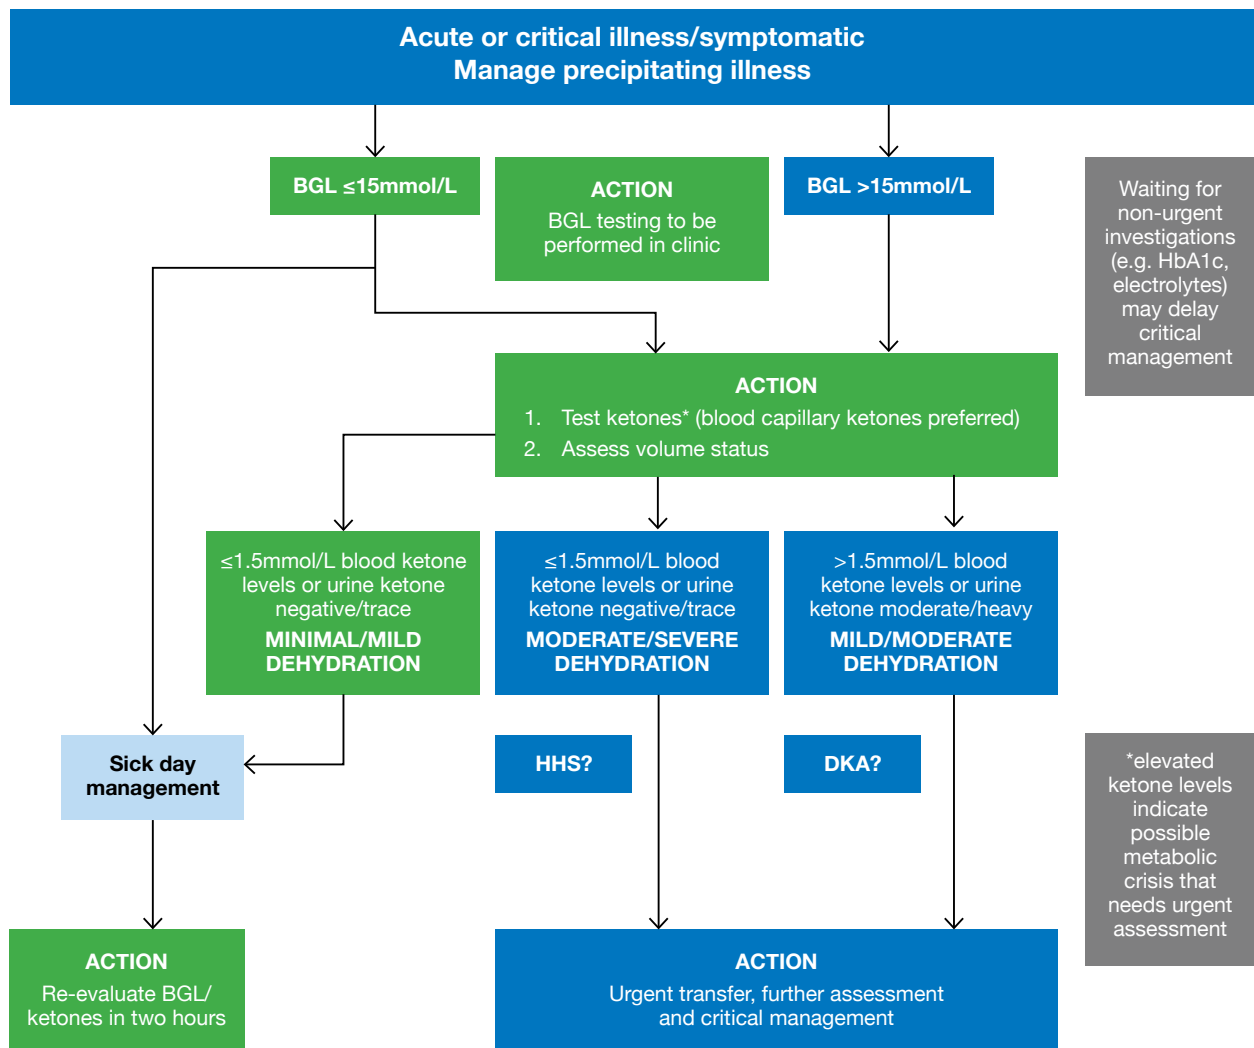 Acute or critical illness/symptomatic
Manage precipitating illness
BGL ≤15mmol/L
ACTION
BGL testing to be
performed in clinic
BGL >15mmol/L
Waiting for
non-urgent
investigations
(e.g. HbA1c,
electrolytes)
may delay
critical
management
ACTION
1. Test ketones* (blood capillary ketones preferred)
2. Assess volume status
≤1.5mmol/L blood ketone
levels or urine ketone
negative/trace
MINIMAL/MILD
DEHYDRATION
≤1.5mmol/L blood
ketone levels or urine
ketone negative/trace
MODERATE/SEVERE
DEHYDRATION
>1.5mmol/L blood
ketone levels or urine
ketone moderate/heavy
MILD/MODERATE
DEHYDRATION
Sick day
management
HHS?
DKA?
*elevated
ketone levels
indicate
possible
metabolic
crisis that
needs urgent
assessment
ACTION
Re-evaluate BGL/
ketones in two hours
ACTION
Urgent transfer, further assessment
and critical management